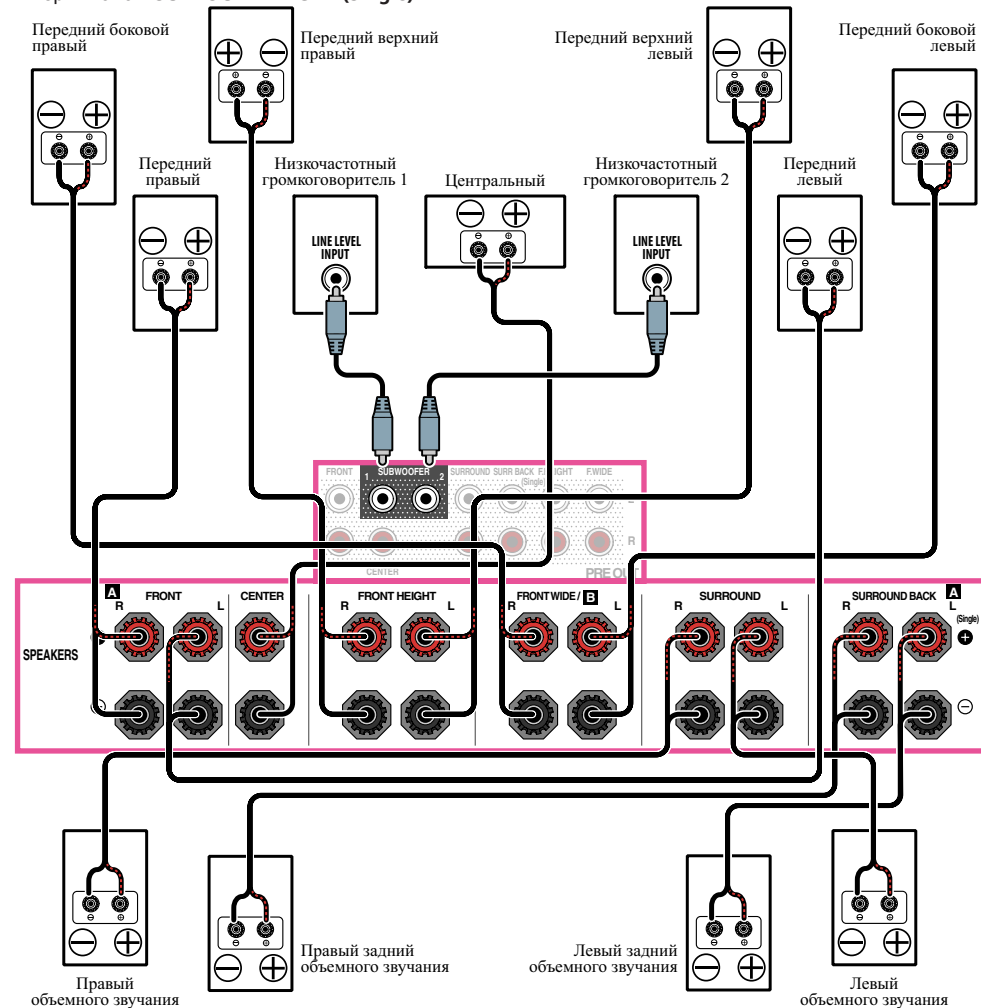 (Single)
Передний боковой
правый
Передний верхний
правый
Передний верхний
левый
Передний боковой
левый
Передний
правый
Низкочастотный
громкоговоритель 1
Центральный
Низкочастотный
громкоговоритель 2
Передний
левый
LINE LEVEL
INPUT
LINE LEVEL
INPUT
FRONT
1 SUBWOOFER 2
SURROUND
SURR BACK
(Single)
F.WIDE
R
CENTER
PRE OUT
SPEAKERS
A
R FRONT L
CENTER
R FRONT HEIGHT L
R FRONT WIDE / B L
R SURROUND L
R SURROUND BACK A L
(Single)
Правый
объемного звучания
Правый задний
объемного звучания
Левый задний
объемного звучания
Левый
объемного звучания